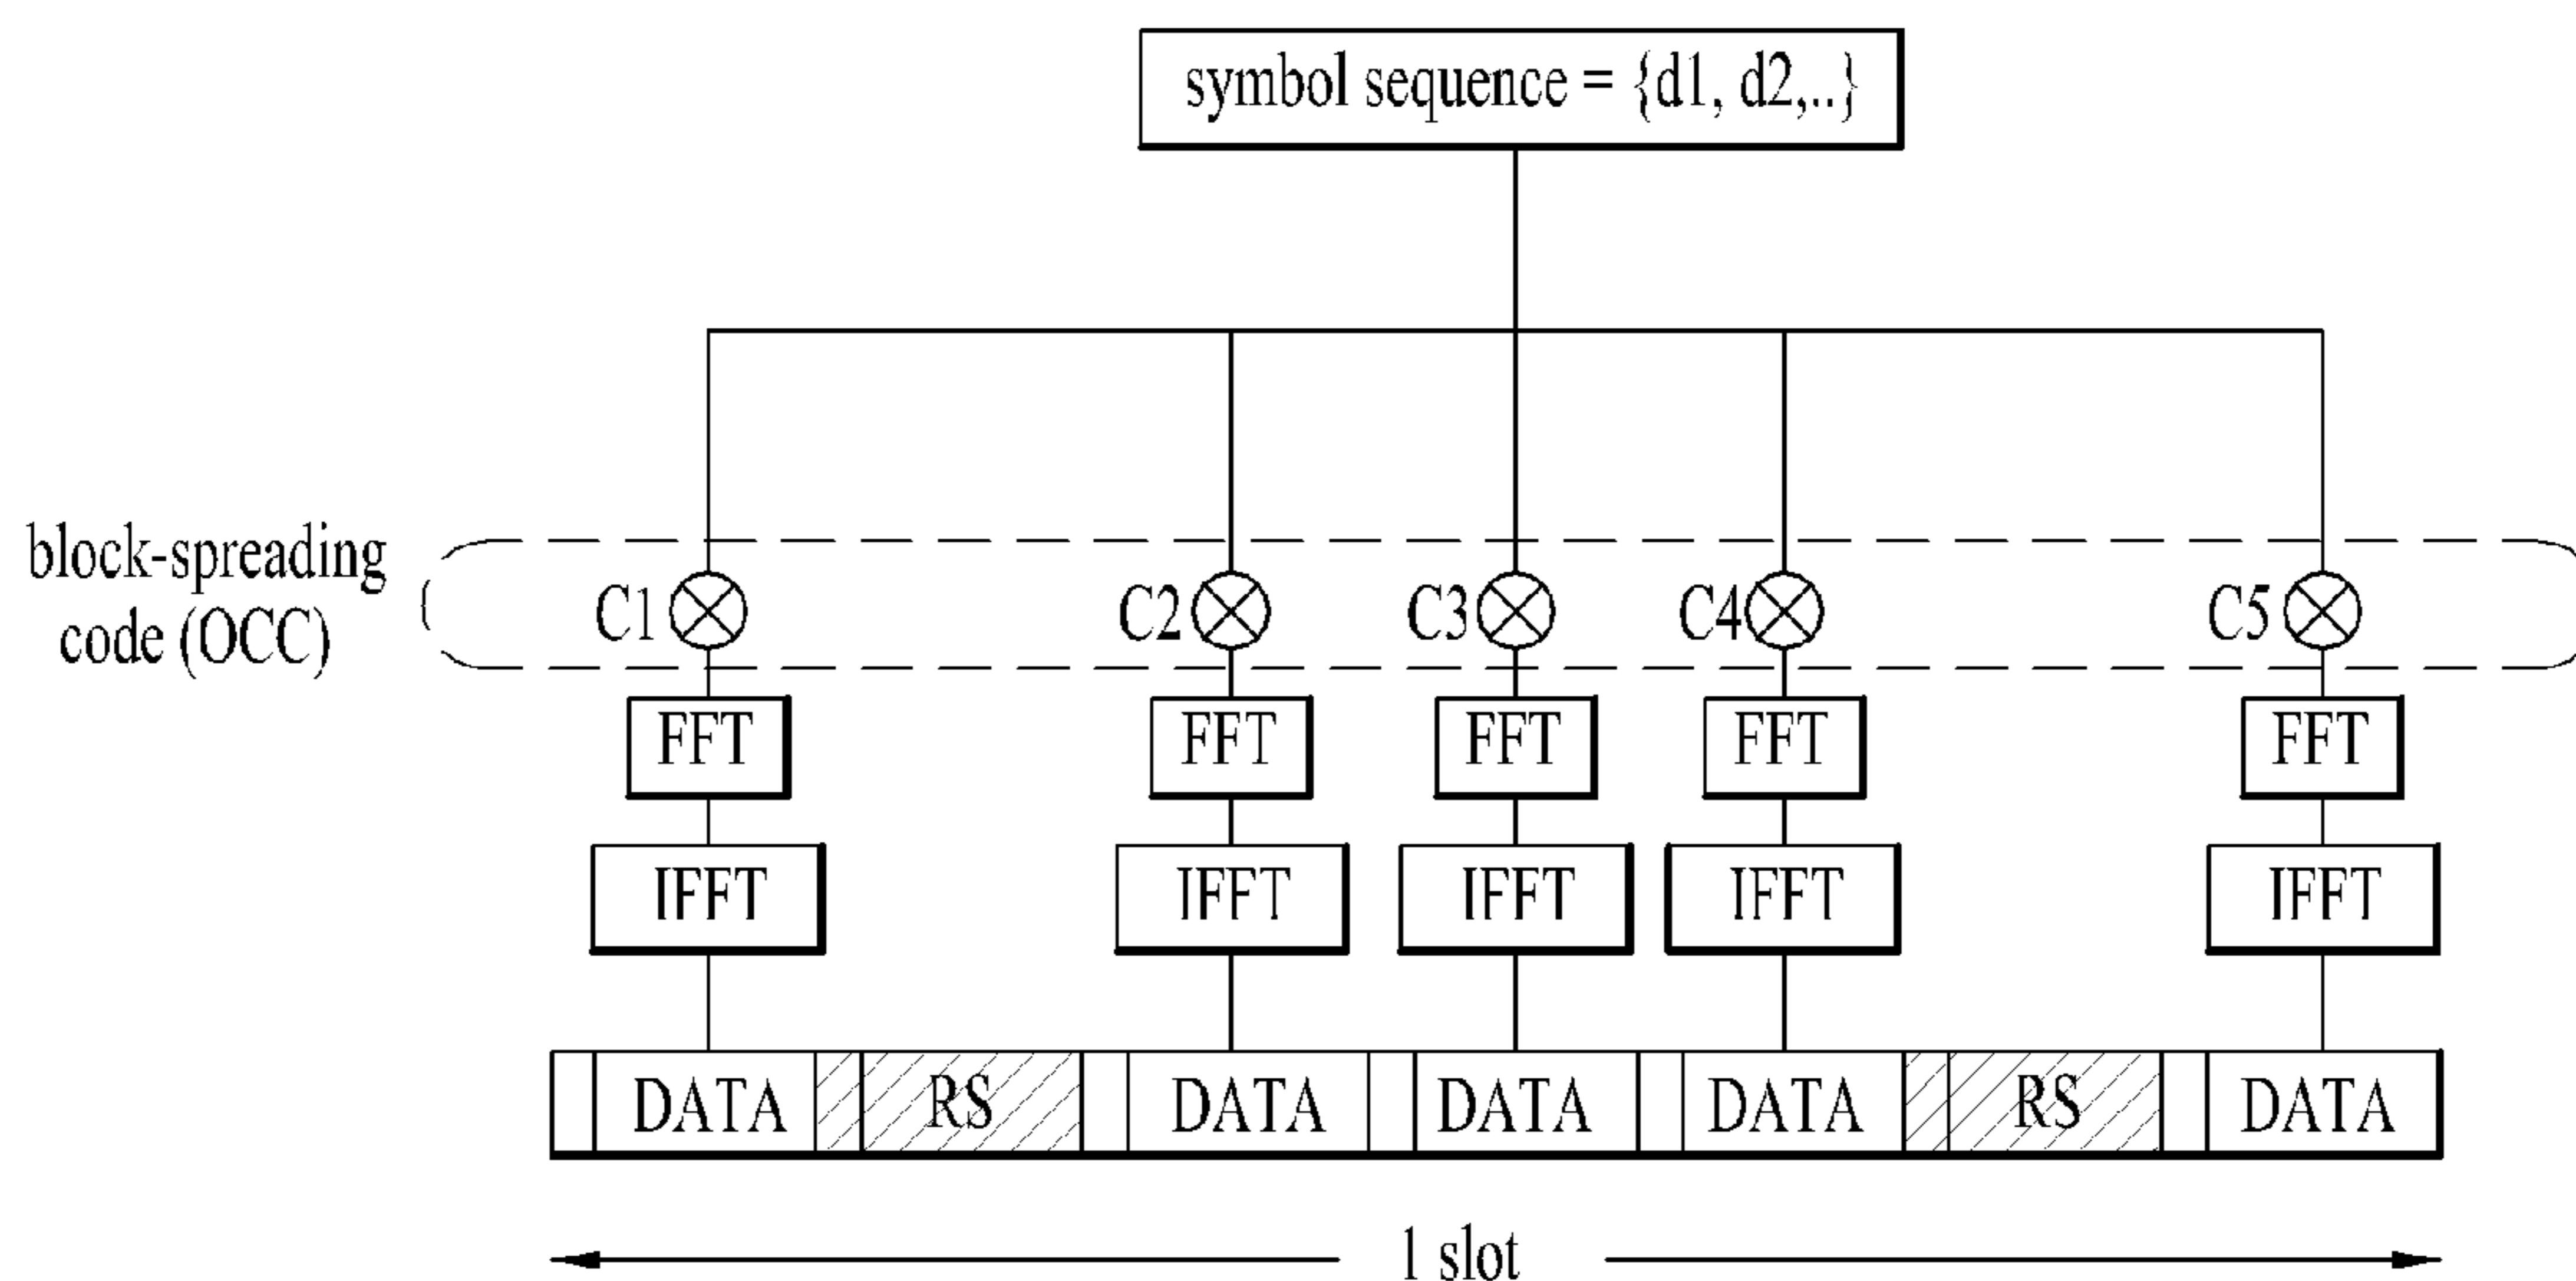 symbol sequence = {d1, d2,..}
block-spreading
code (OCC)
C1 C2 C3 C4 C5
FFT FFT FFT FFT FFT
IFFT IFFT IFFT IFFT IFFT
DATA RS DATA DATA DATA RS DATA
1 slot